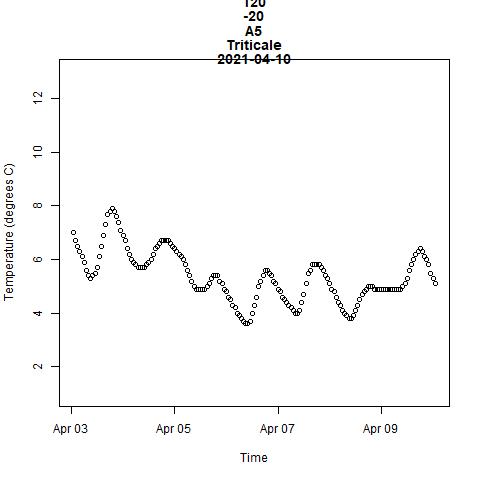 120
-20
A5
Triticale
2021-04-10
12
10
8
6
4
2
Temperature (degrees C)
Apr 03
Apr 05
Apr 07
Apr 09
Time